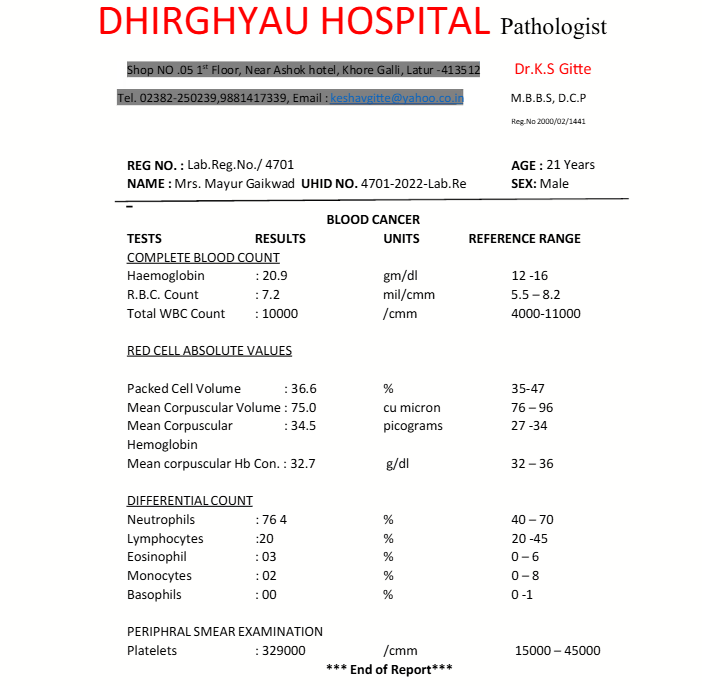 DHIRGHYAU HOSPITAL Pathologist
Shop NO .05 1st Floor, Near Ashok hotel, Khore Galli, Latur -413512 Dr.K.S Gitte
Tel. 02382-250239,9881417339, Email : keshavgitte@yahoo.co.in M.B.B.S, D.C.P
Reg.No 2000/02/1441
REG NO. : Lab.Reg.No./ 4701 AGE : 21 Years
NAME : Mrs. Mayur Gaikwad UHID NO. 4701-2022-Lab.Re SEX: Male
BLOOD CANCER
TESTS RESULTS UNITS REFERENCE RANGE
COMPLETE BLOOD COUNT
Haemoglobin : 20.9 gm/dl 12 -16
R.B.C. Count : 7.2 mil/cmm 5.5 – 8.2
Total WBC Count : 10000 /cmm 4000-11000
RED CELL ABSOLUTE VALUES
Packed Cell Volume : 36.6 % 35-47
Mean Corpuscular Volume : 75.0 cu micron 76 – 96
Mean Corpuscular : 34.5 picograms 27 -34
Hemoglobin
Mean corpuscular Hb Con. : 32.7 g/dl 32 – 36
DIFFERENTIAL COUNT
Neutrophils : 76 4 % 40 – 70
Lymphocytes :20 % 20 -45
Eosinophil : 03 % 0 – 6
Monocytes : 02 % 0 – 8
Basophils : 00 % 0 -1
PERIPHRAL SMEAR EXAMINATION
Platelets : 329000 /cmm 15000 – 45000
*** End of Report***